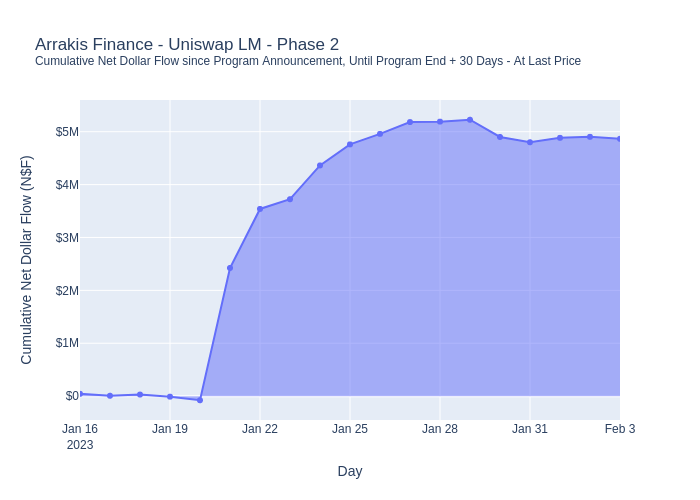 Arrakis Finance - Uniswap LM - Phase 2
Cumulative Net Dollar Flow since Program Announcement, Until Program End + 30 Days - At Last Price
Cumulative Net Dollar Flow (N$F)
$5M
$4M
$3M
$2M
$1M
$0
Jan 16
2023
Jan 19
Jan 22
Jan 25
Jan 28
Jan 31
Feb 3
Day